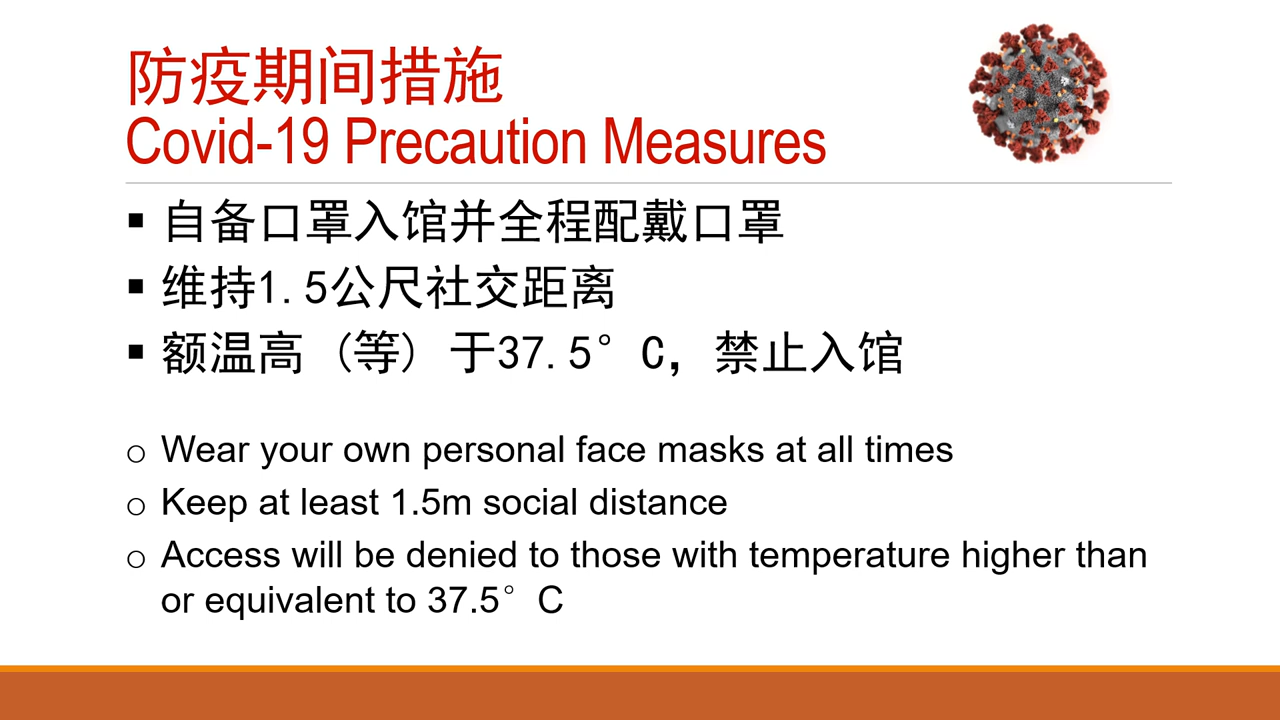 防疫期间措施
Covid-19 Precaution Measures
▪ 自备口罩入馆并全程配戴口罩
▪ 维持1.5公尺社交距离
▪ 额温高（等）于37.5°C，禁止入馆
o Wear your own personal face masks at all times
o Keep at least 1.5m social distance
o Access will be denied to those with temperature higher than
or equivalent to 37.5°C